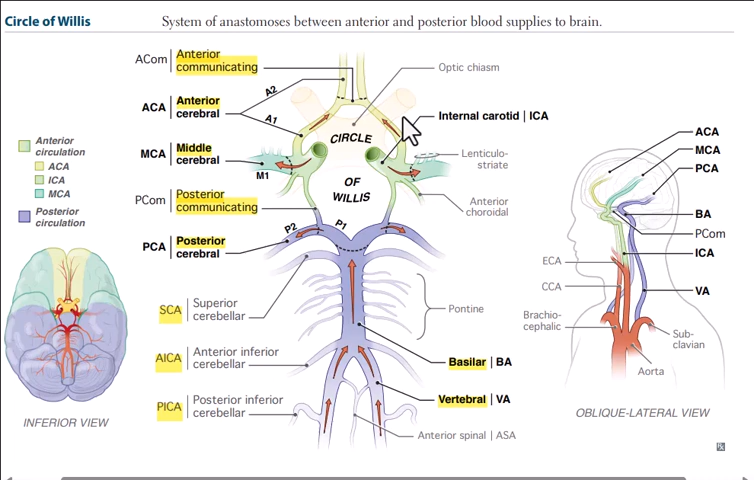 Circle of Willis
System of anastomoses between anterior and posterior blood supplies to brain.
ACom
Anterior
communicating
ACA
Anterior
cerebral
MCA
Middle
cerebral
PCom
Posterior
communicating
PCA
Posterior
cerebral
SCA
Superior
cerebellar
AICA
Anterior inferior
cerebellar
PICA
Posterior inferior
cerebellar
A2
A1
M1
P2
P1
CIRCLE
OF
WILLIS
Optic chiasm
Internal carotid | ICA
Lenticulo-
striate
Anterior
choroidal
Pontine
Basilar | BA
Vertebral | VA
Anterior spinal | ASA
Anterior
circulation
ACA
ICA
MCA
Posterior
circulation
INFERIOR VIEW
ACA
MCA
PCA
BA
PCom
ICA
VA
ECA
CCA
Brachio-
cephalic
Sub-
clavian
Aorta
OBLIQUE-LATERAL VIEW